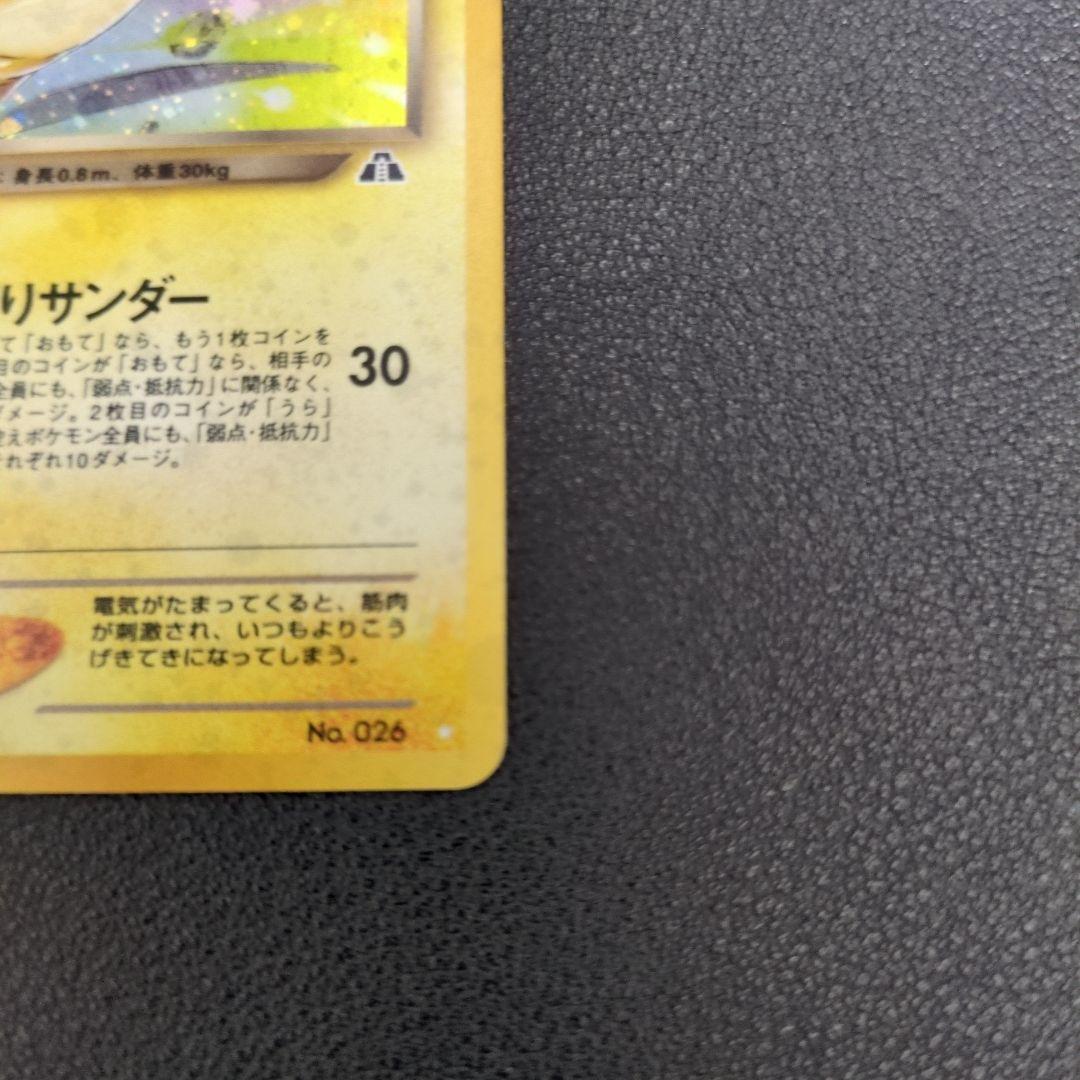 : 身長0.8m、体重30kg
りサンダー
て「おもて」なら、もう1枚コインを
目のコインが「おもて」なら、相手の
全員にも、「弱点・抵抗力」に関係なく、
ダメージ。2枚目のコインが「うら」
控えポケモン全員にも、「弱点・抵抗力」
それぞれ10ダメージ。
30
電気がたまってくると、筋肉
が刺激され、いつもよりこう
げきてきになってしまう。
No. 026